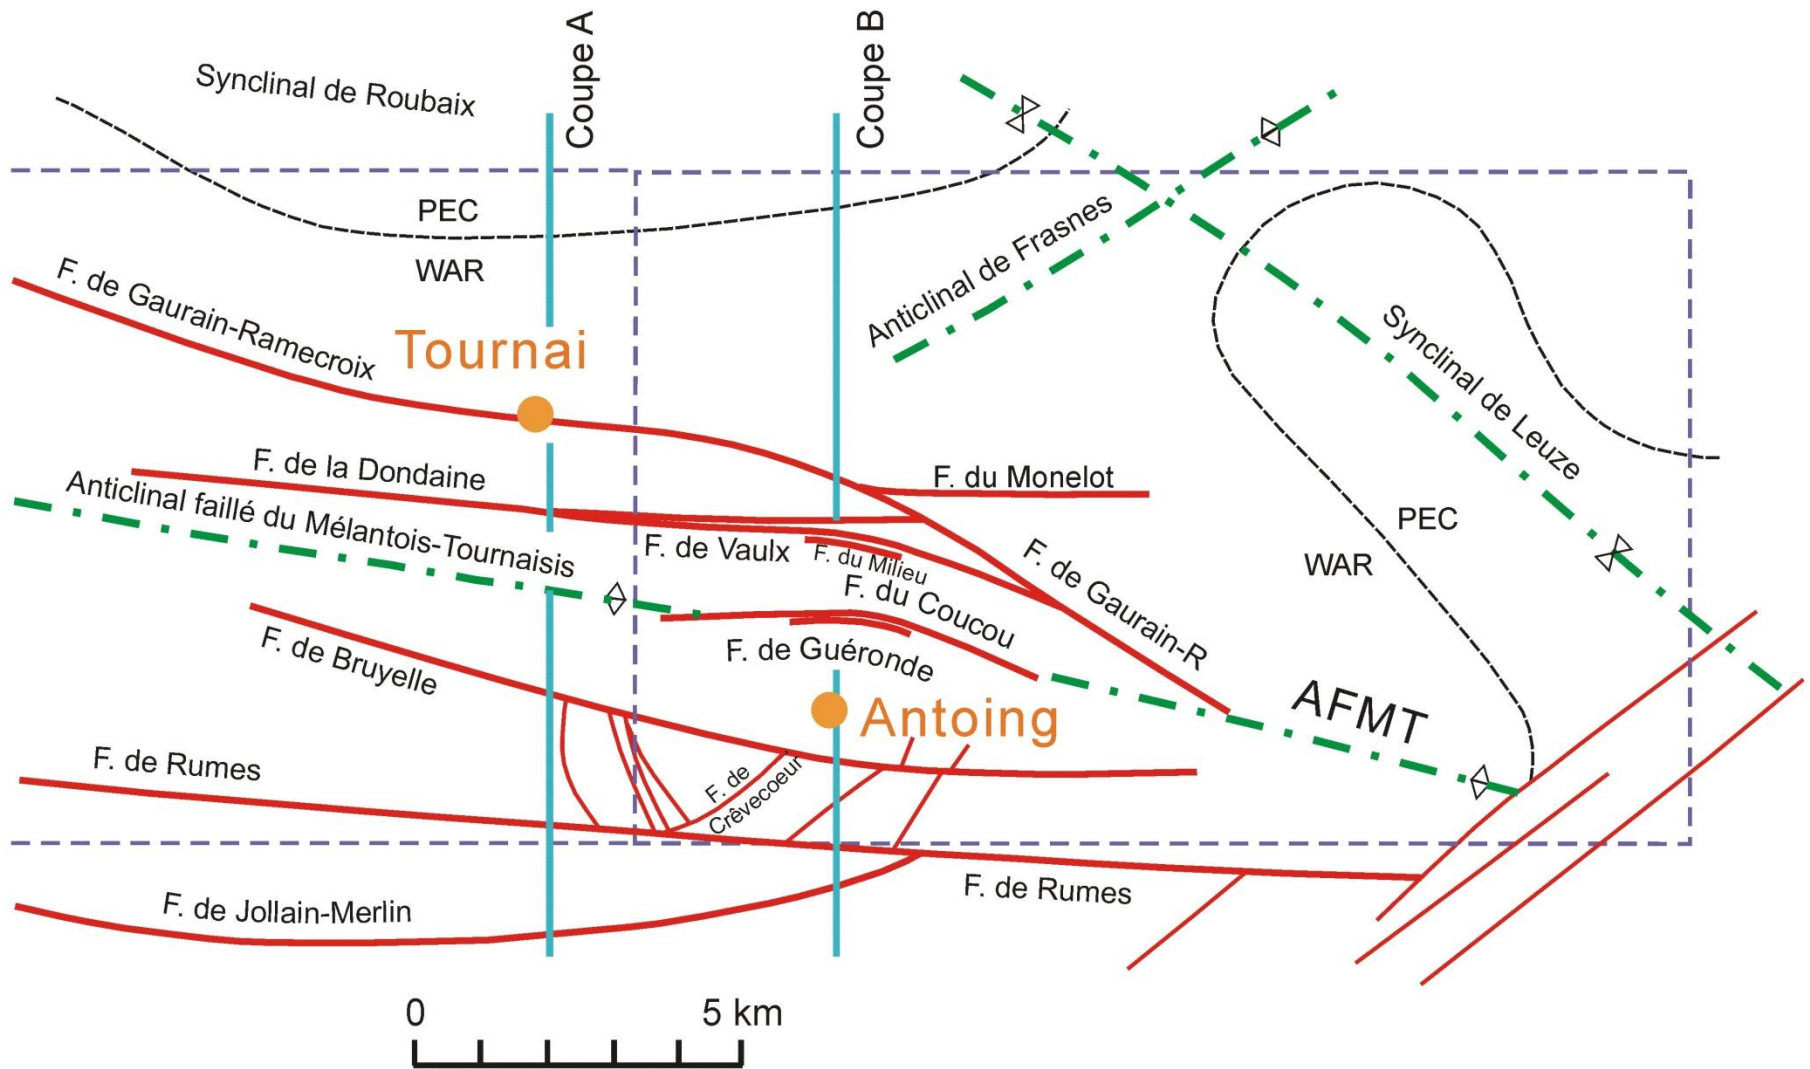 Synclinal de Roubaix
Coupe A
Coupe B
PEC
WAR
F. de Gaurain-Ramecroix
Tournai
Anticlinal de Frasnes
Synclinal de Leuze
F. de la Dondaine
F. du Monelot
Anticlinal faillé du Mélantois-Tournaisis
F. de Vaulx
F. du Milieu
F. du Coucou
F. de Gaurain-R
PEC
WAR
F. de Guéronde
F. de Bruyelle
Antoing
AFMT
F. de Rumes
F. de
Crêvecoeur
F. de Rumes
F. de Jollain-Merlin
0
5 km